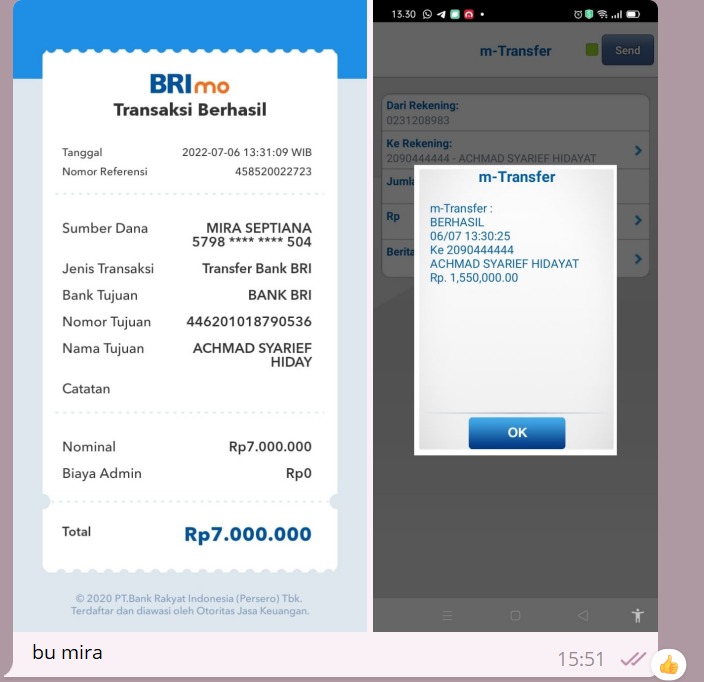 BRImo
Transaksi Berhasil
Tanggal 2022-07-06 13:31:09 WIB
Nomor Referensi 458520022723
Sumber Dana MIRA SEPTIANA
5798 **** **** 504
Jenis Transaksi Transfer Bank BRI
Bank Tujuan BANK BRI
Nomor Tujuan 446201018790536
Nama Tujuan ACHMAD SYARIEF
HIDAY
Catatan
Nominal Rp7.000.000
Biaya Admin Rp0
Total Rp7.000.000
© 2020 PT.Bank Rakyat Indonesia (Persero) Tbk.
Terdaftar dan diawasi oleh Otoritas Jasa Keuangan.
13.30
m-Transfer Send
Dari Rekening:
0231208983
Ke Rekening:
2090444444 - ACHMAD SYARIEF HIDAYAT
Jumla
Rp
Berita
m-Transfer
m-Transfer :
BERHASIL
06/07 13:30:25
Ke 2090444444
ACHMAD SYARIEF HIDAYAT
Rp. 1,550,000.00
OK
bu mira
15:51